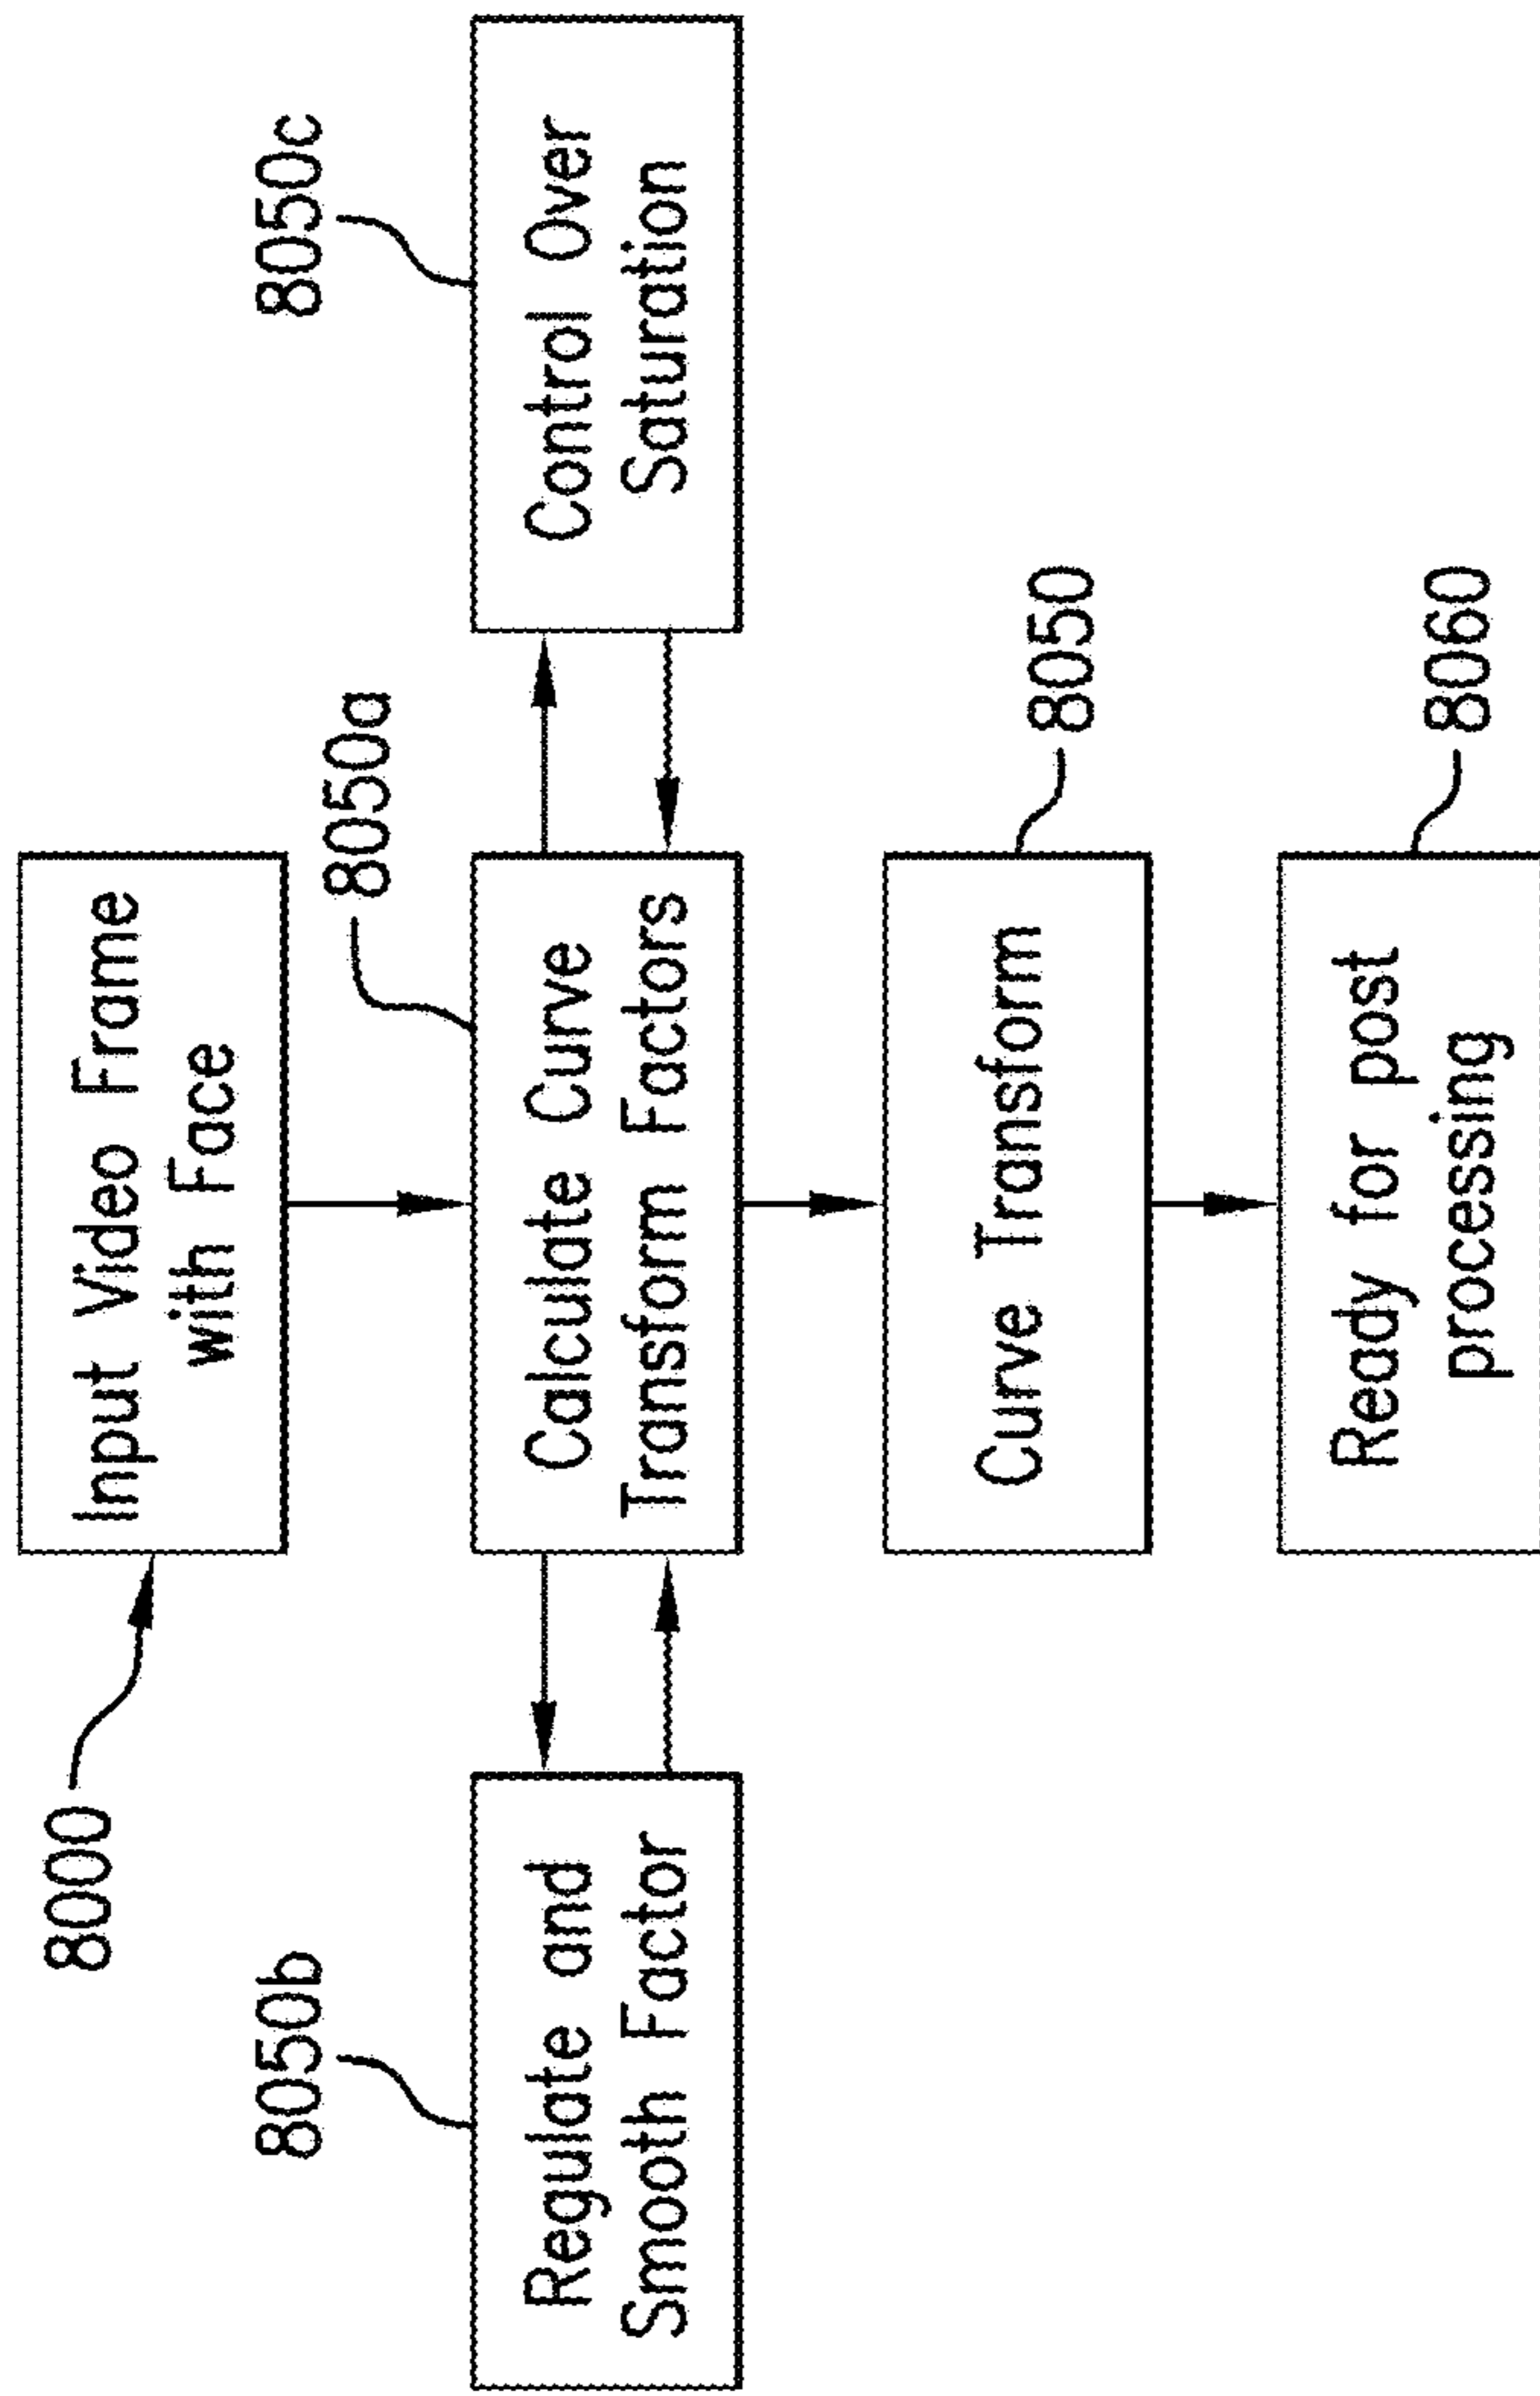 8000
Input Video Frame
with Face
8050b
8050a
8050c
Regulate and
Smooth Factor
Calculate Curve
Transform Factors
Control Over
Saturation
Curve Transform
8050
Ready for post
processing
8060